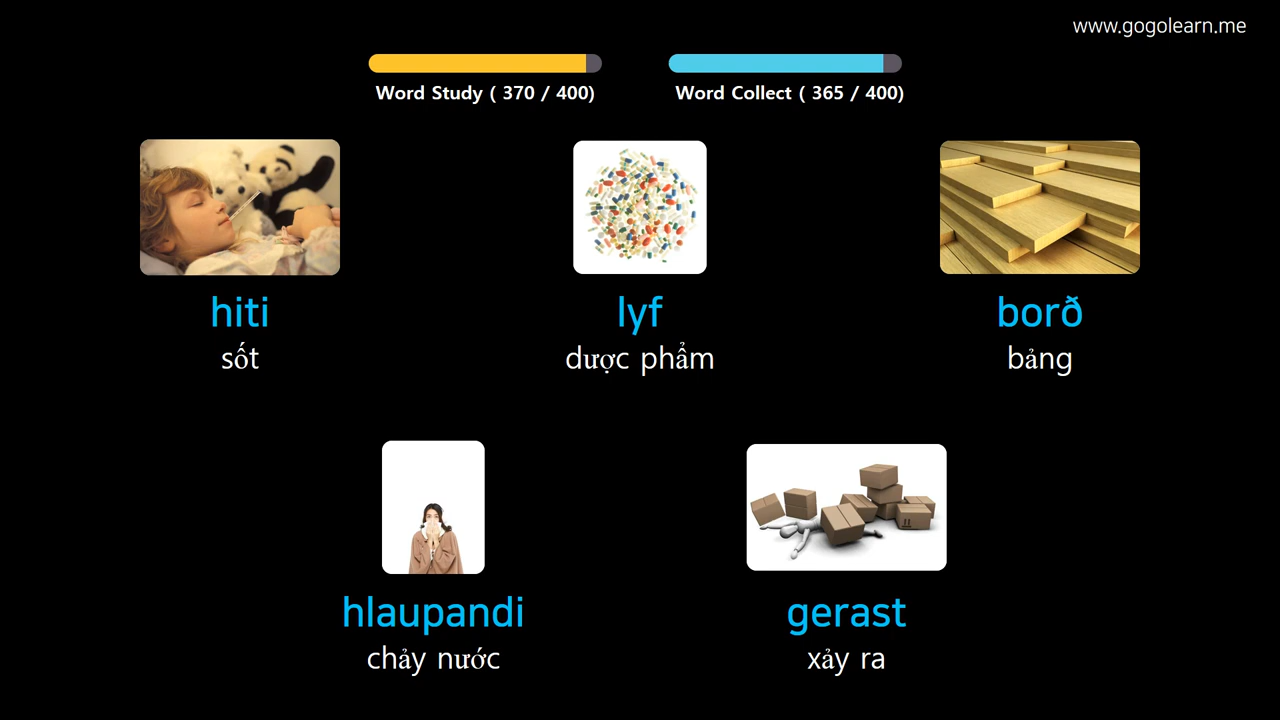 www.gogolearn.me
Word Study ( 370 / 400)
Word Collect ( 365 / 400)
hiti
sốt
lyf
dược phẩm
borð
bảng
hlaupandi
chảy nước
gerast
xảy ra